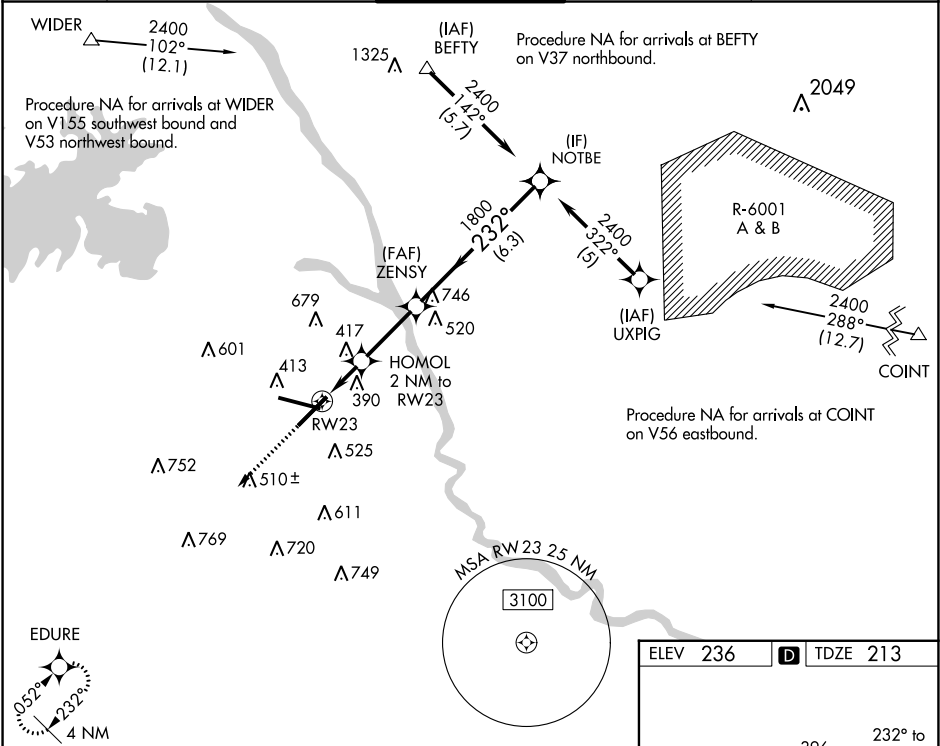 WIDER
2400
102°
(12.1)
Procedure NA for arrivals at WIDER
on V155 southwest bound and
V53 northwest bound.
(IAF)
BEFTY
1325
2400
142°
(5.7)
Procedure NA for arrivals at BEFTY
on V37 northbound.
2049
(IF)
NOTBE
R-6001
A & B
1800
232°
(6.3)
2400
322°
(5)
(FAF)
ZENSY
746
520
(IAF)
UXPIG
2400
288°
(12.7)
COINT
679
417
601
413
HOMOL
2 NM to
RW23
390
RW23
Procedure NA for arrivals at COINT
on V56 eastbound.
525
752
510±
611
769
720
749
MSA RW23 25 NM
3100
EDURE
052°
232°
4 NM
ELEV 236
D
TDZE 213
232° to